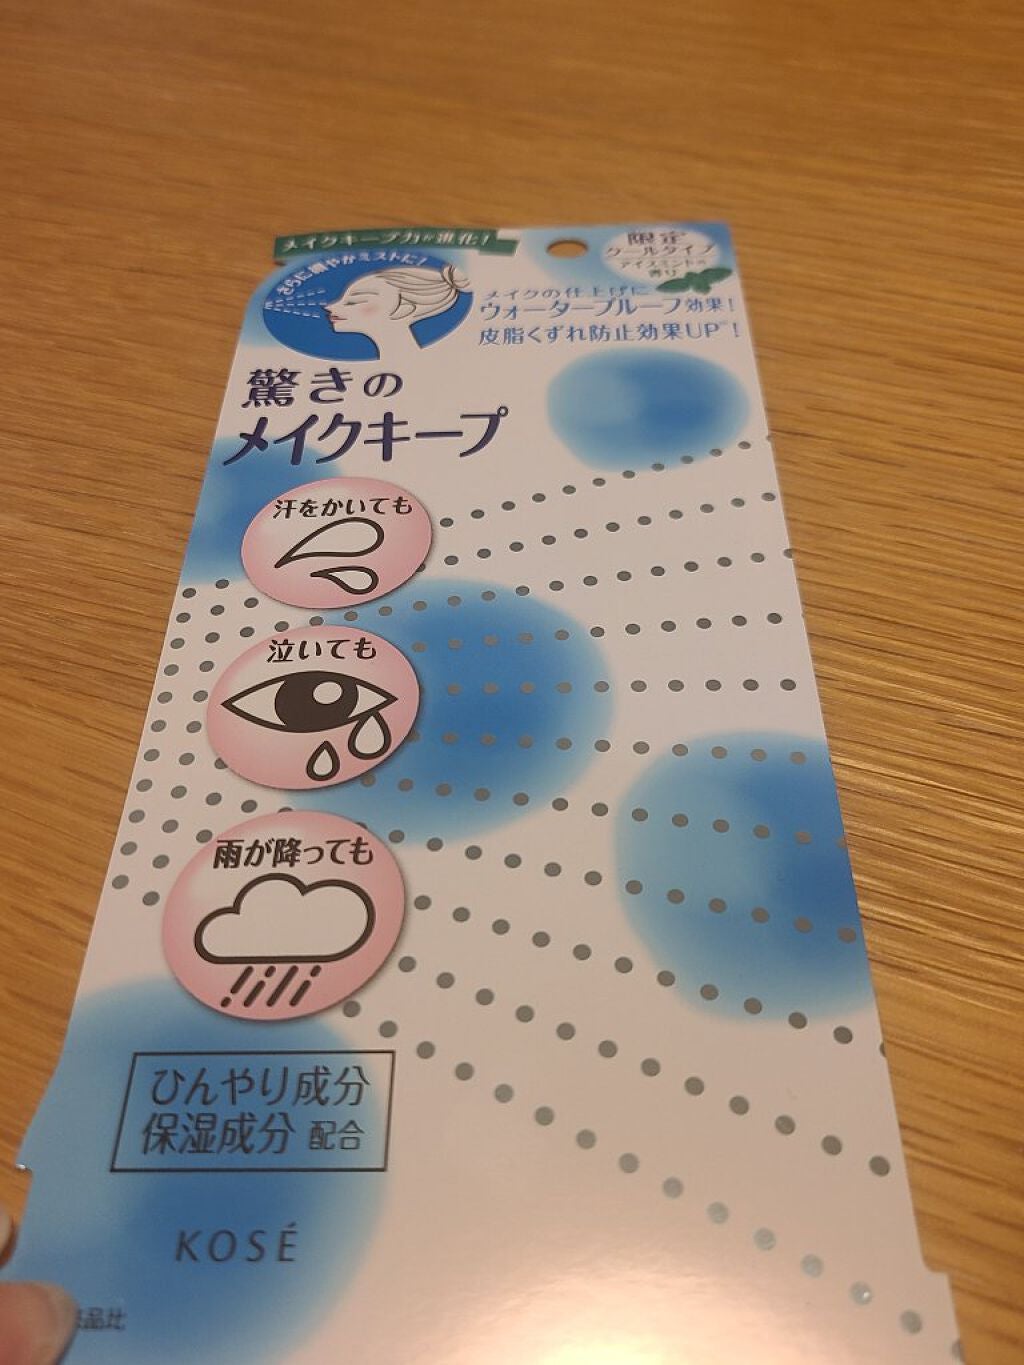 メイクキープ力が進化!
さらに細やかミストに!
限定
クールタイプ
アイスミントの
香り
メイクの仕上げに
ウォータープルーフ効果!
皮脂くずれ防止効果UP※!
驚きの
メイクキープ
汗をかいても
泣いても
雨が降っても
ひんやり成分
保湿成分 配合
KOSÉ
品比